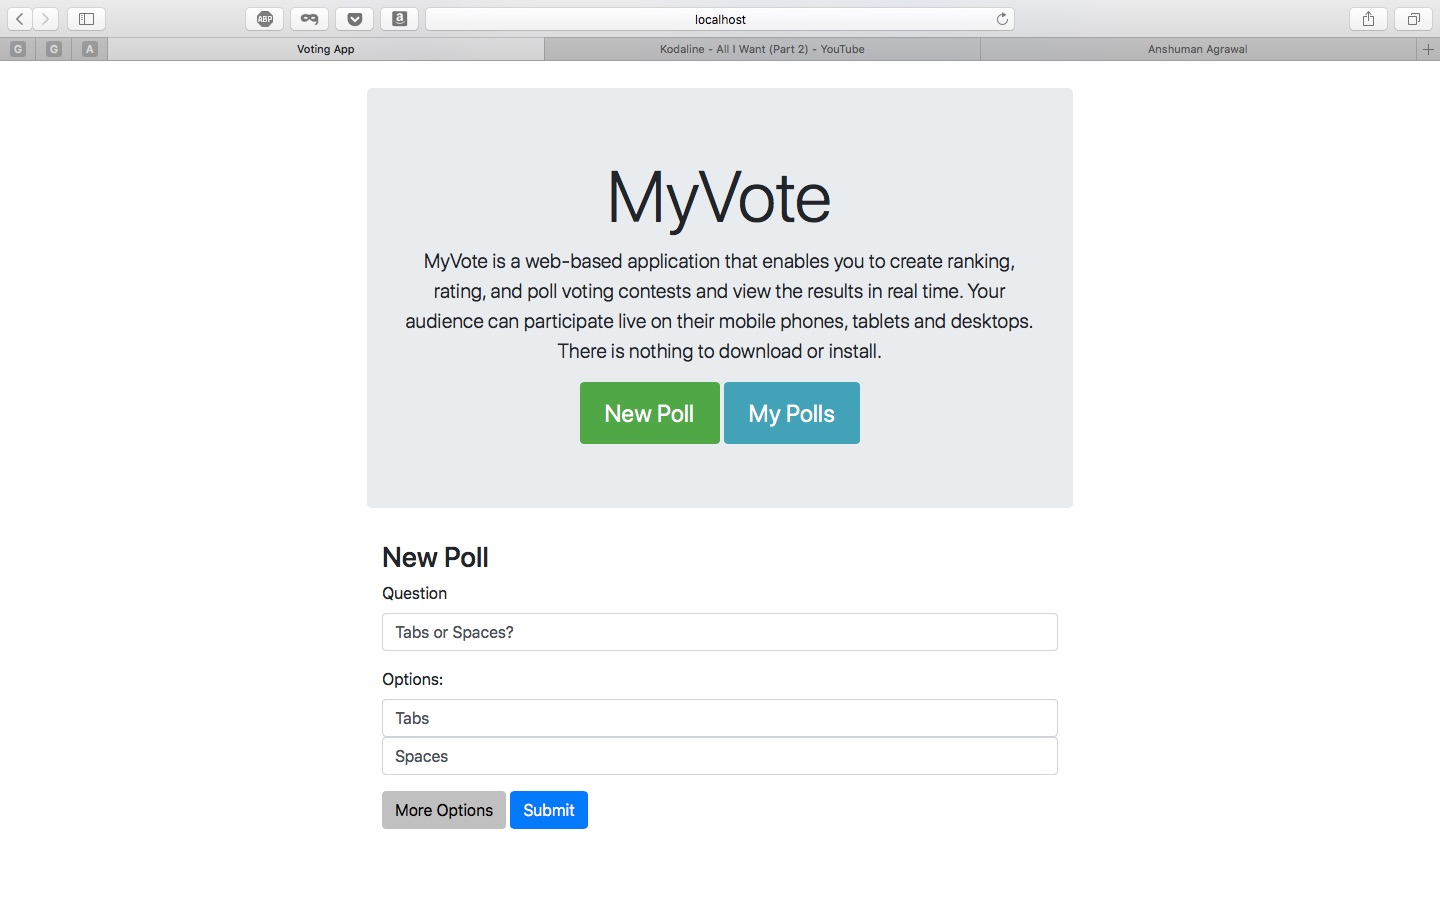 ABP
a
localhost
G
G
A
Voting App
Kodaline - All I Want (Part 2) - YouTube
Anshuman Agrawal
MyVote
MyVote is a web-based application that enables you to create ranking,
rating, and poll voting contests and view the results in real time. Your
audience can participate live on their mobile phones, tablets and desktops.
There is nothing to download or install.
New Poll
My Polls
New Poll
Question
Tabs or Spaces?
Options:
Tabs
Spaces
More Options
Submit